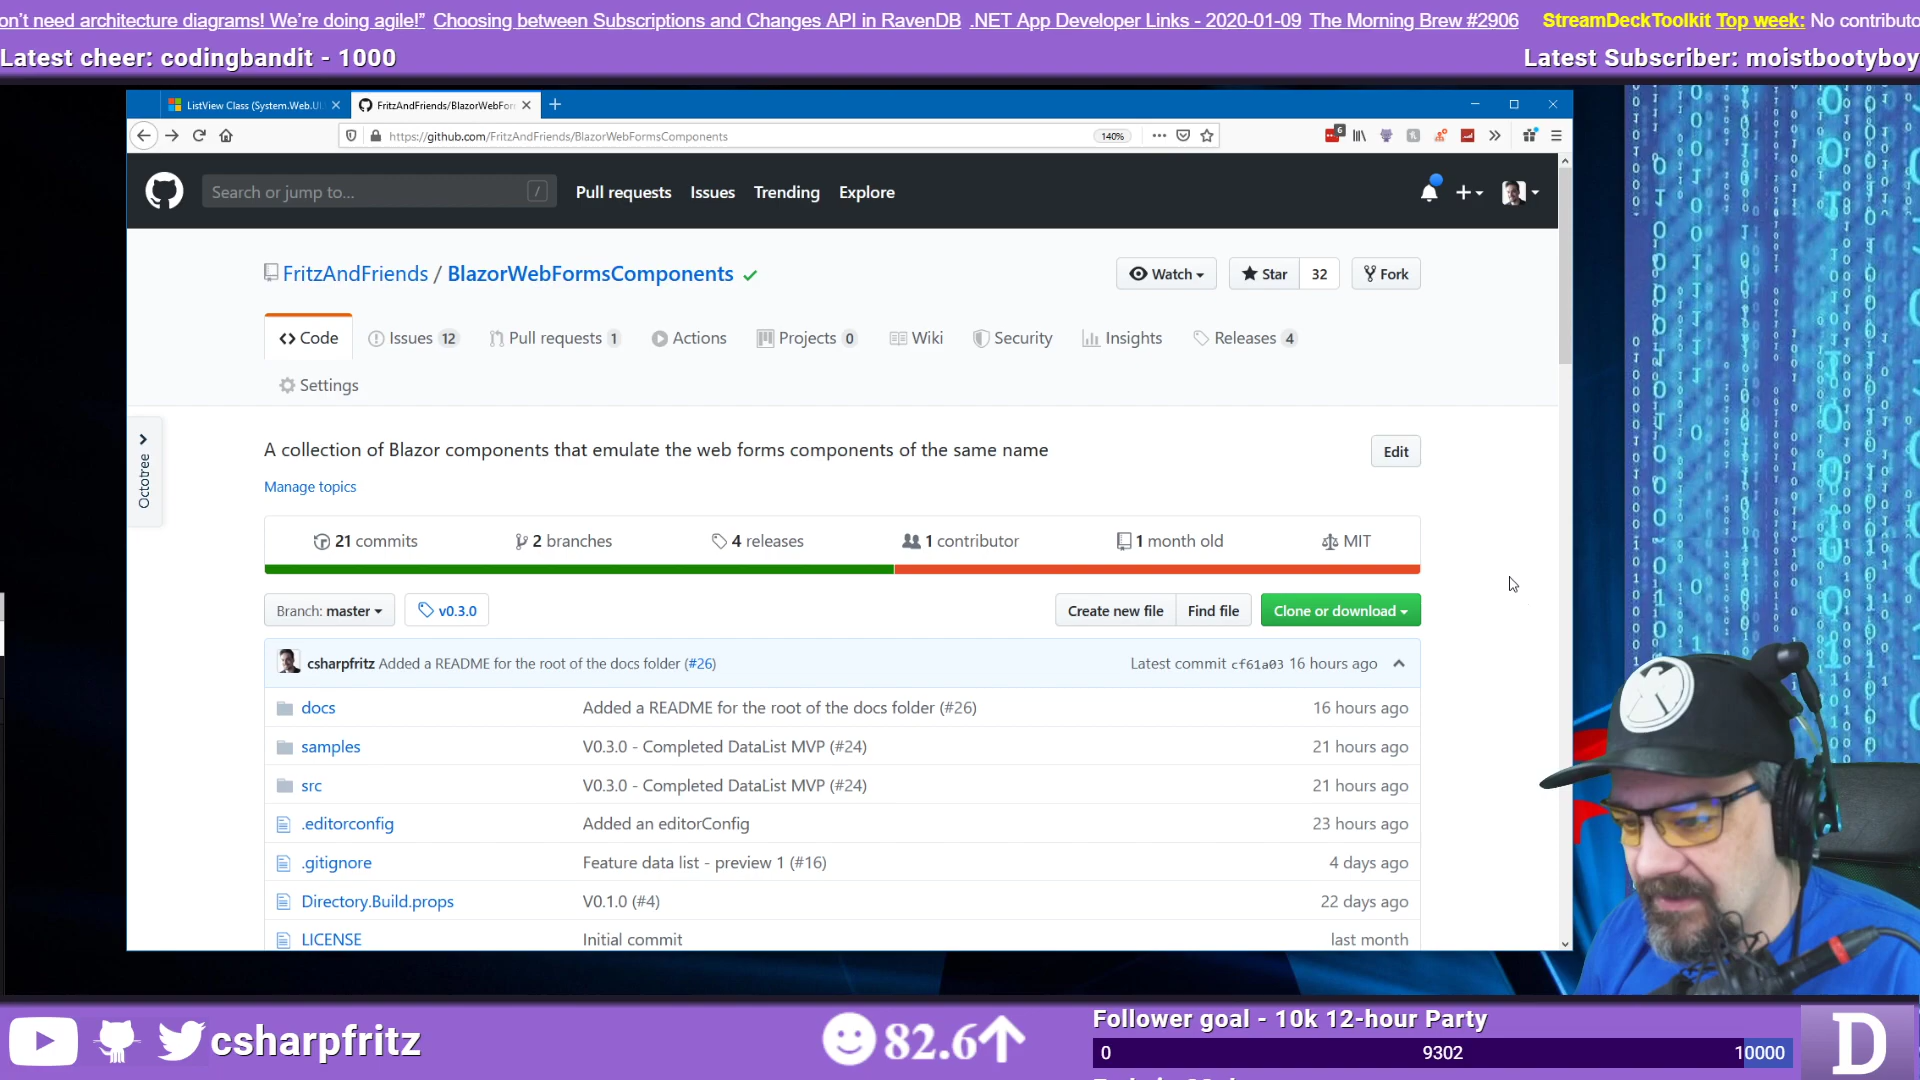 on't need architecture diagrams! We're doing agile!" Choosing between Subscriptions and Changes API in RavenDB .NET App Developer Links - 2020-01-09 The Morning Brew #2906 StreamDeckToolkit Top week: No contributo
Latest cheer: codingbandit - 1000
Latest Subscriber: moistbootyboy
ListView Class (System.Web.UI
FritzAndFriends/BlazorWebFor
https://github.com/FritzAndFriends/BlazorWebFormsComponents
140%
6
Search or jump to... /
Pull requests Issues Trending Explore
FritzAndFriends / BlazorWebFormsComponents
Watch Star 32 Fork
Code Issues 12 Pull requests 1 Actions Projects 0 Wiki Security Insights Releases 4
Settings
Octotree
A collection of Blazor components that emulate the web forms components of the same name
Edit
Manage topics
21 commits 2 branches 4 releases 1 contributor 1 month old MIT
Branch: master v0.3.0 Create new file Find file Clone or download
csharpfritz Added a README for the root of the docs folder (#26) Latest commit cf61a03 16 hours ago
docs Added a README for the root of the docs folder (#26) 16 hours ago
samples V0.3.0 - Completed DataList MVP (#24) 21 hours ago
src V0.3.0 - Completed DataList MVP (#24) 21 hours ago
.editorconfig Added an editorConfig 23 hours ago
.gitignore Feature data list - preview 1 (#16) 4 days ago
Directory.Build.props V0.1.0 (#4) 22 days ago
LICENSE Initial commit last month
csharpfritz
82.6
Follower goal - 10k 12-hour Party
0 9302 10000
D